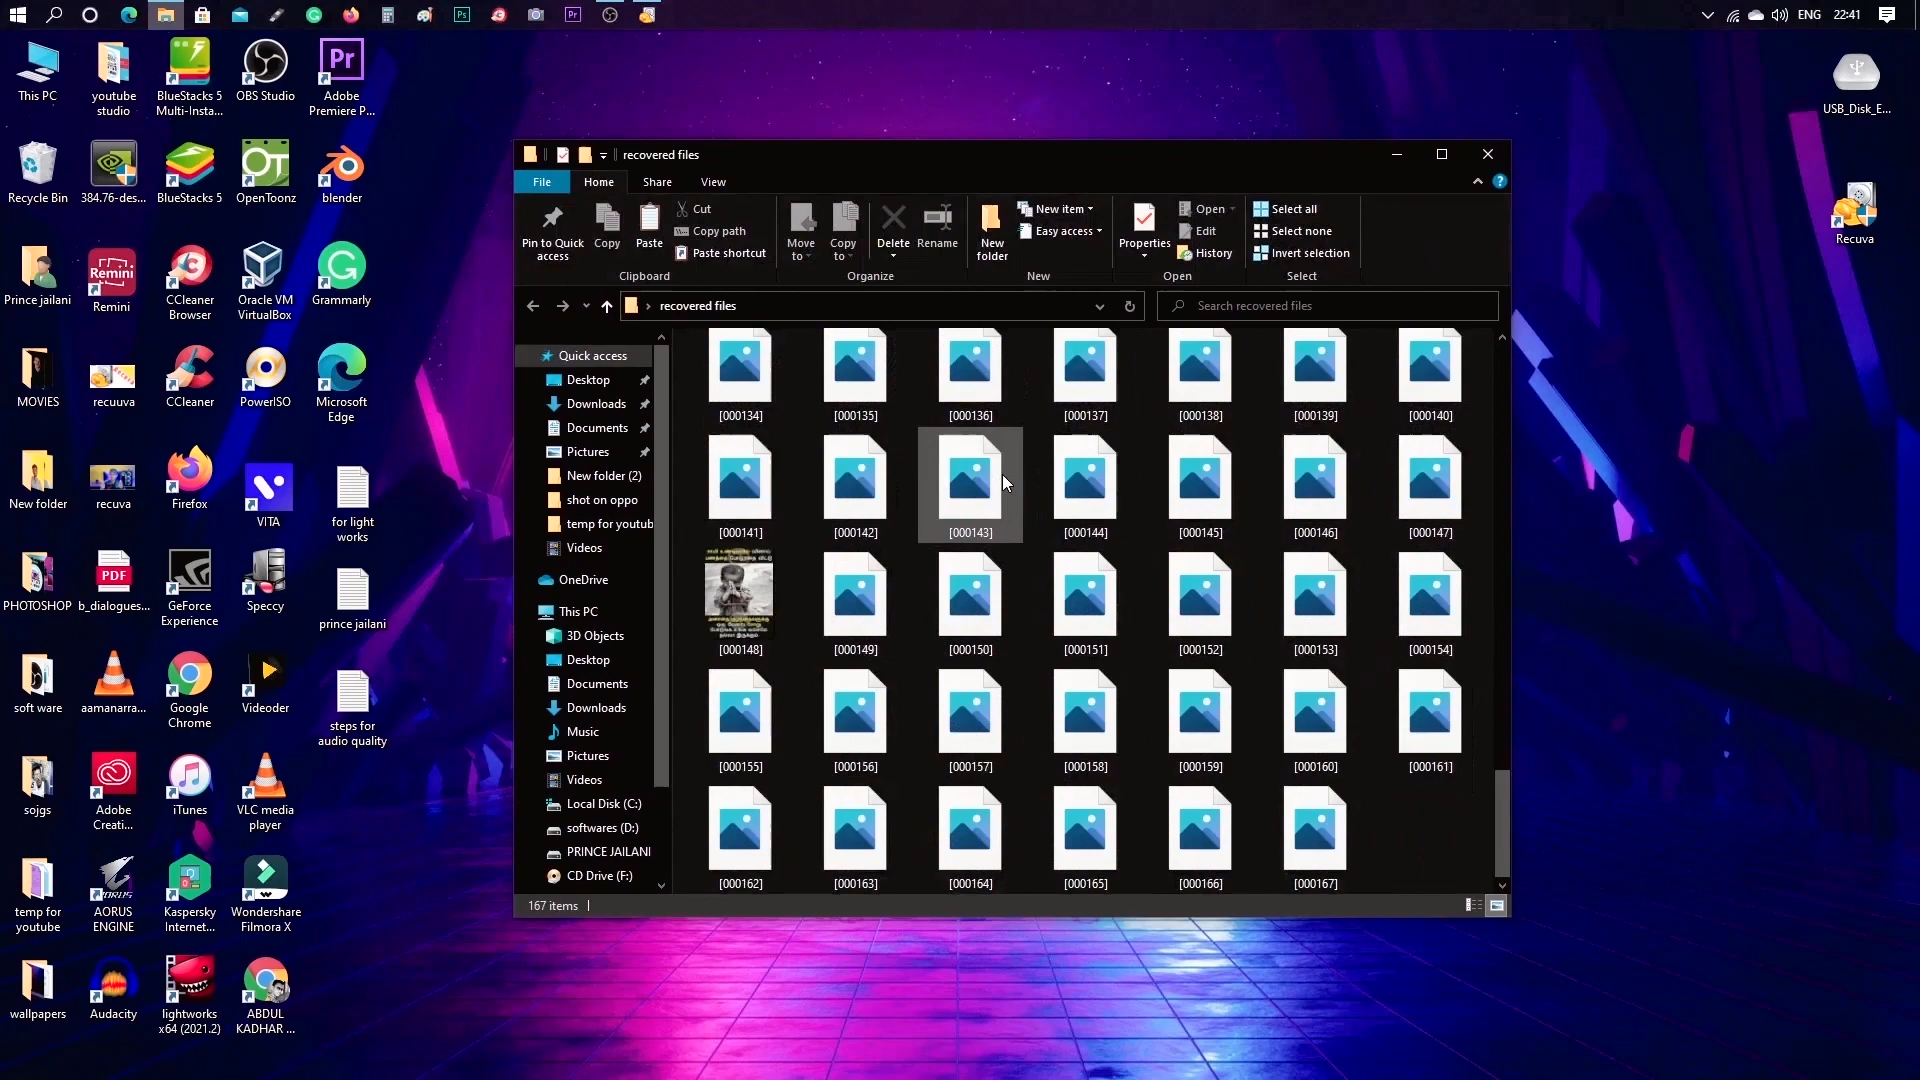 ENG
22:41
This PC
youtube
studio
BlueStacks 5
Multi-Insta...
OBS Studio
Adobe
Premiere P...
Recycle Bin
384.76-des...
BlueStacks 5
OpenToonz
blender
Prince jailani
Remini
Remini
CCleaner
Browser
Oracle VM
VirtualBox
Grammarly
MOVIES
recuuva
CCleaner
PowerISO
Microsoft
Edge
New folder
recuva
Firefox
VITA
for light
works
PHOTOSHOP
PDF
b_dialogues...
GeForce
Experience
Speccy
prince jailani
soft ware
aamanarra...
Google
Chrome
Videoder
steps for
audio quality
sojgs
Adobe
Creati...
iTunes
VLC media
player
temp for
youtube
AORUS
ENGINE
Kaspersky
Internet...
Wondershare
Filmora X
wallpapers
Audacity
lightworks
x64 (2021.2)
ABDUL
KADHAR ...
USB_Disk_E...
Recuva
recovered files
File
Home
Share
View
Pin to Quick
access
Copy
Paste
Cut
Copy path
Paste shortcut
Clipboard
Move
to
Copy
to
Delete
Rename
Organize
New
folder
New item
Easy access
New
Properties
Open
Edit
History
Open
Select all
Select none
Invert selection
Select
recovered files
Search recovered files
Quick access
Desktop
Downloads
Documents
Pictures
New folder (2)
shot on oppo
temp for youtub
Videos
OneDrive
This PC
3D Objects
Desktop
Documents
Downloads
Music
Pictures
Videos
Local Disk (C:)
softwares (D:)
PRINCE JAILANI
CD Drive (F:)
[000134]
[000135]
[000136]
[000137]
[000138]
[000139]
[000140]
[000141]
[000142]
[000143]
[000144]
[000145]
[000146]
[000147]
[000148]
[000149]
[000150]
[000151]
[000152]
[000153]
[000154]
[000155]
[000156]
[000157]
[000158]
[000159]
[000160]
[000161]
[000162]
[000163]
[000164]
[000165]
[000166]
[000167]
167 items